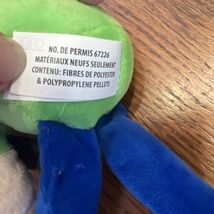 NO. DE PERMIS 67226
MATÉRIAUX NEUFS SEULEMENT
CONTENU: FIBRES DE POLYESTER
& POLYPROPYLENE PELLETS